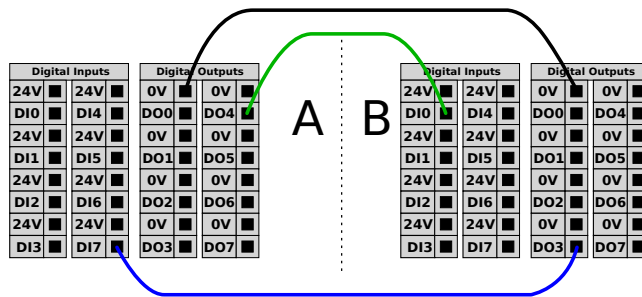 Digital Inputs Digital Outputs Digital Inputs Digital Outputs
24V 24V 0V 0V 24V 24V 0V 0V
DI0 DI4 DO0 DO4 A B DI0 DI4 DO0 DO4
24V 24V 0V 0V 24V 24V 0V 0V
DI1 DI5 DO1 DO5 DI1 DI5 DO1 DO5
24V 24V 0V 0V 24V 24V 0V 0V
DI2 DI6 DO2 DO6 DI2 DI6 DO2 DO6
24V 24V 0V 0V 24V 24V 0V 0V
DI3 DI7 DO3 DO7 DI3 DI7 DO3 DO7